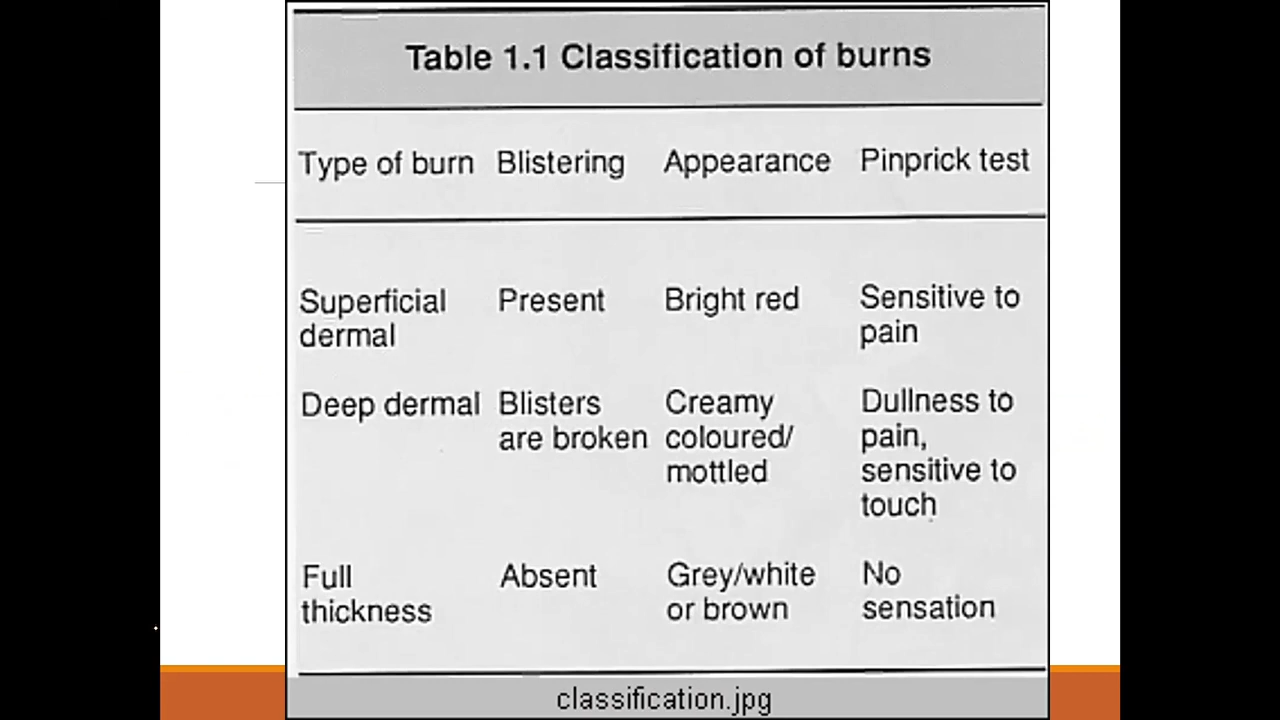 Table 1.1 Classification of burns
Type of burn Blistering Appearance Pinprick test
Superficial dermal Present Bright red Sensitive to pain
Deep dermal Blisters are broken Creamy coloured/ mottled Dullness to pain, sensitive to touch
Full thickness Absent Grey/white or brown No sensation
classification.jpg